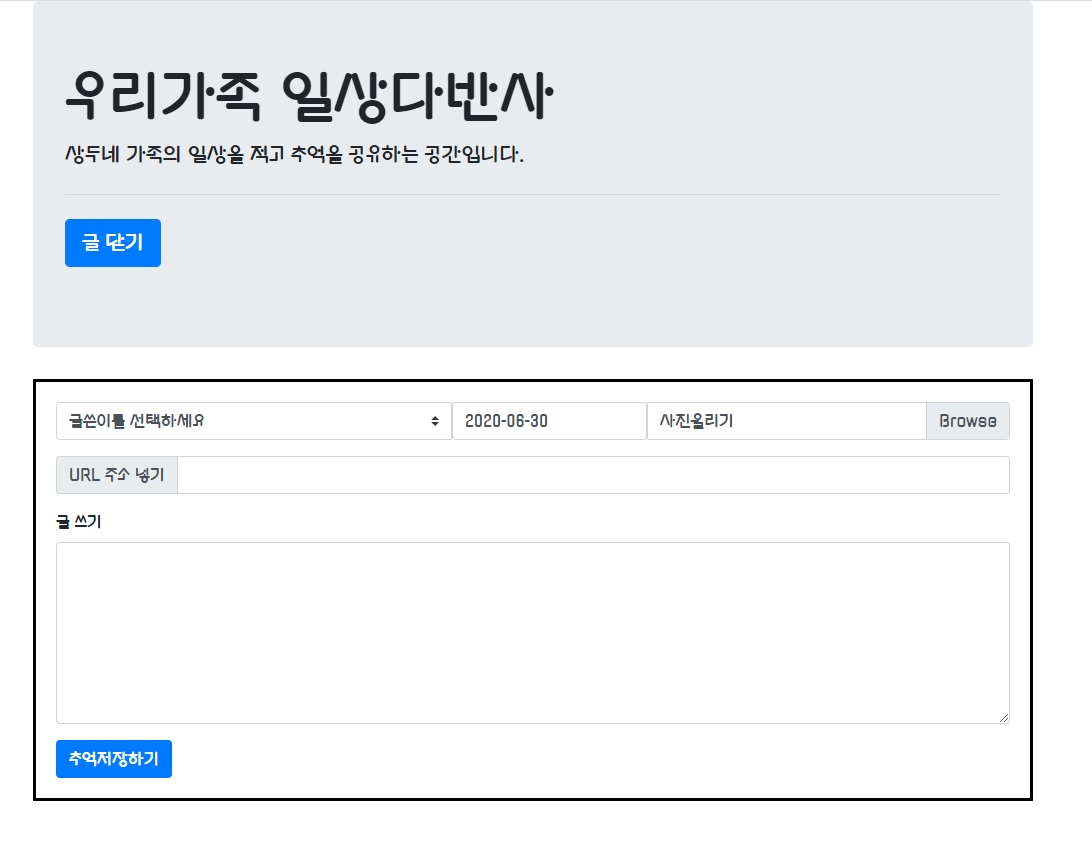 우리가족 일상다반사
상두네 가족의 일상을 적고 추억을 공유하는 공간입니다.
글 닫기
글쓴이를 선택하세요 2020-06-30 사진올리기 Browse
URL 주소 넣기
글 쓰기
추억저장하기